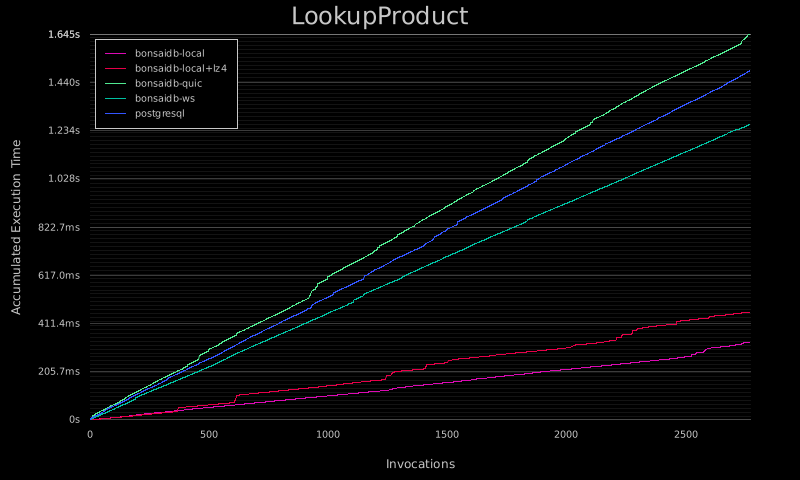 LookupProduct
1.645s
1.440s
1.234s
1.028s
822.7ms
617.0ms
411.4ms
205.7ms
0s
Accumulated Execution Time
bonsaidb-local
bonsaidb-local+lz4
bonsaidb-quic
bonsaidb-ws
postgresql
0 500 1000 1500 2000 2500
Invocations